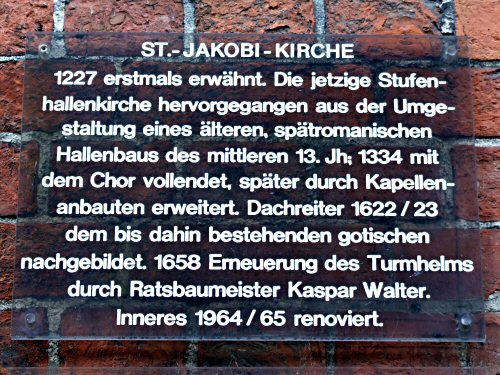 ST.-JAKOBI-KIRCHE
1227 erstmals erwähnt. Die jetzige Stufen-
hallenkirche hervorgegangen aus der Umge-
staltung eines älteren, spätromanischen
Hallenbaus des mittleren 13. Jh; 1334 mit
dem Chor vollendet, später durch Kapellen-
anbauten erweitert. Dachreiter 1622/23
dem bis dahin bestehenden gotischen
nachgebildet. 1658 Erneuerung des Turmhelms
durch Ratsbaumeister Kaspar Walter.
Inneres 1964/65 renoviert.